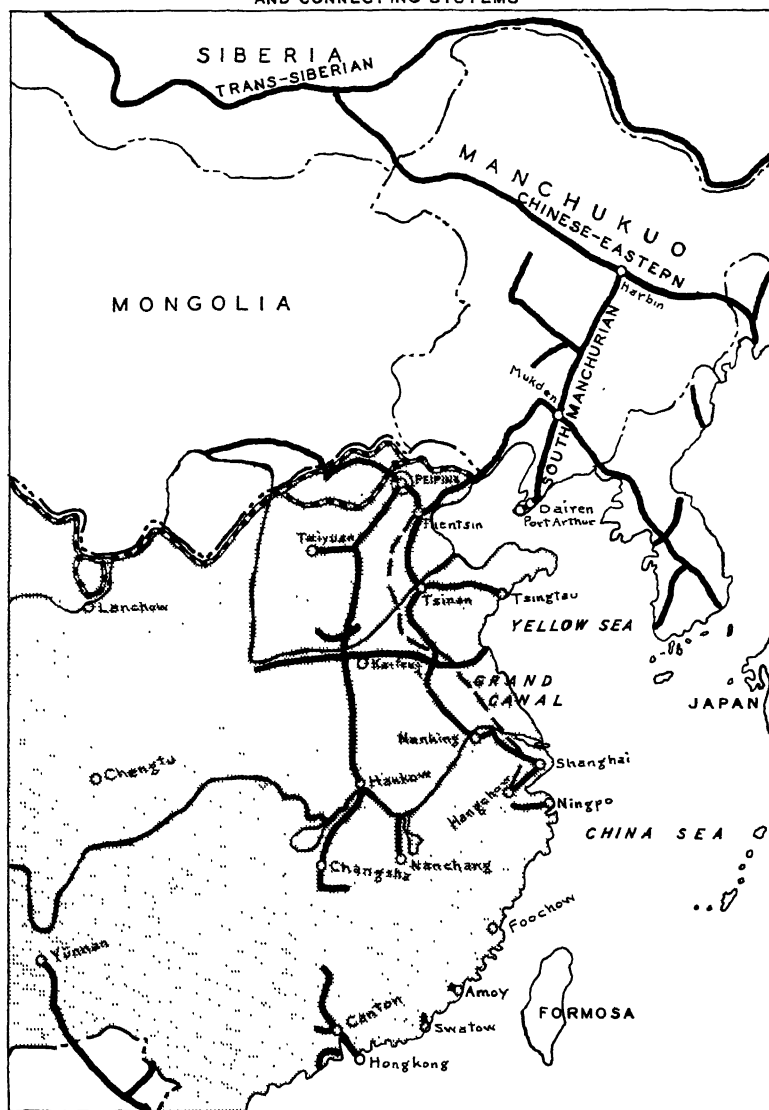 AND CONNECTING SYSTEMS
SIBERIA
TRANS-SIBERIAN
MANCHUKUO
CHINESE-EASTERN
MONGOLIA
Harbin
SOUTH MANCHURIAN
Mukden
PEIPING
Dairen
Port Arthur
Tientsin
Taiyuan
Lanchow
Tsinan
Tsingtau
YELLOW SEA
Kaifeng
GRAND
CANAL
JAPAN
Nanking
Shanghai
Chengtu
Hankow
Hangchow
Ningpo
CHINA SEA
Changsha
Nanchang
Foochow
Yünnan
Amoy
FORMOSA
Canton
Swatow
Hongkong